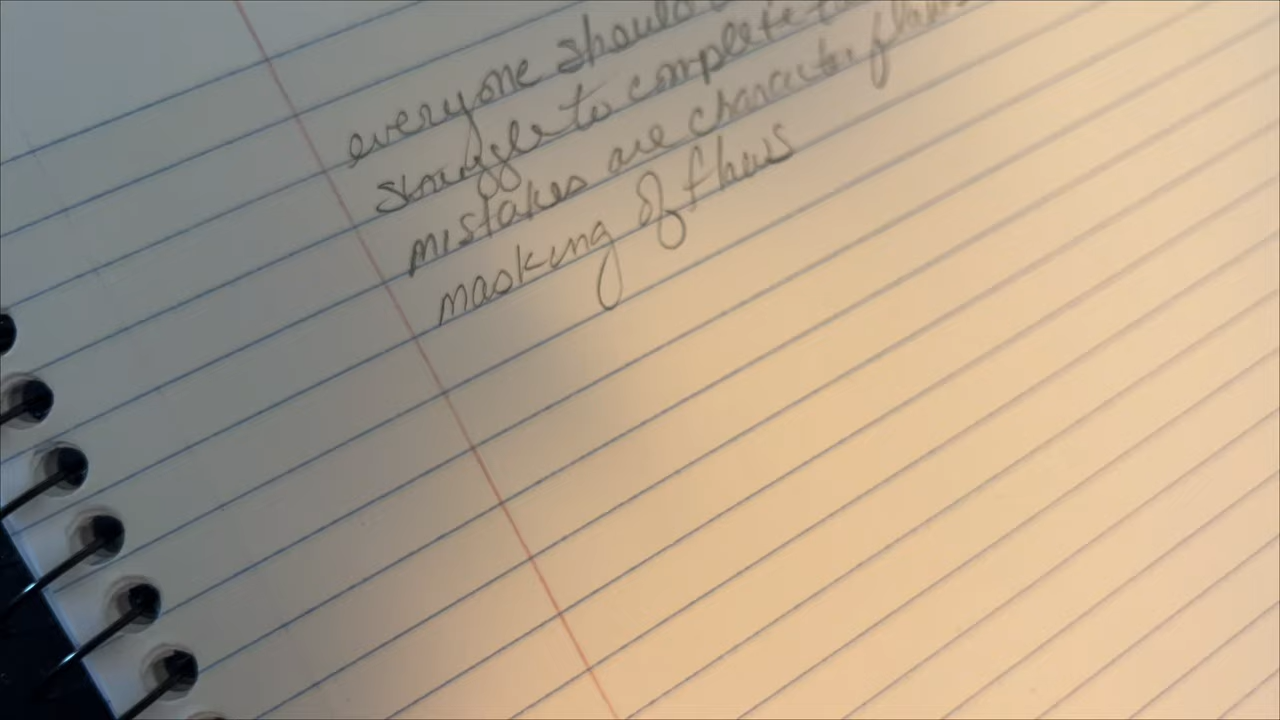 everyone should
struggle to complete
mistakes are character flaws
masking of flaws